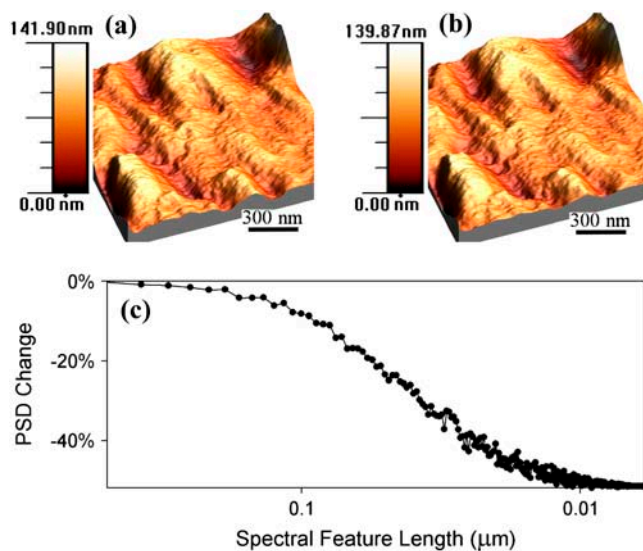 141.90nm
(a)
0.00 nm
300 nm
139.87nm
(b)
0.00 nm
300 nm
0%
(c)
-20%
-40%
PSD Change
0.1
0.01
Spectral Feature Length (μm)